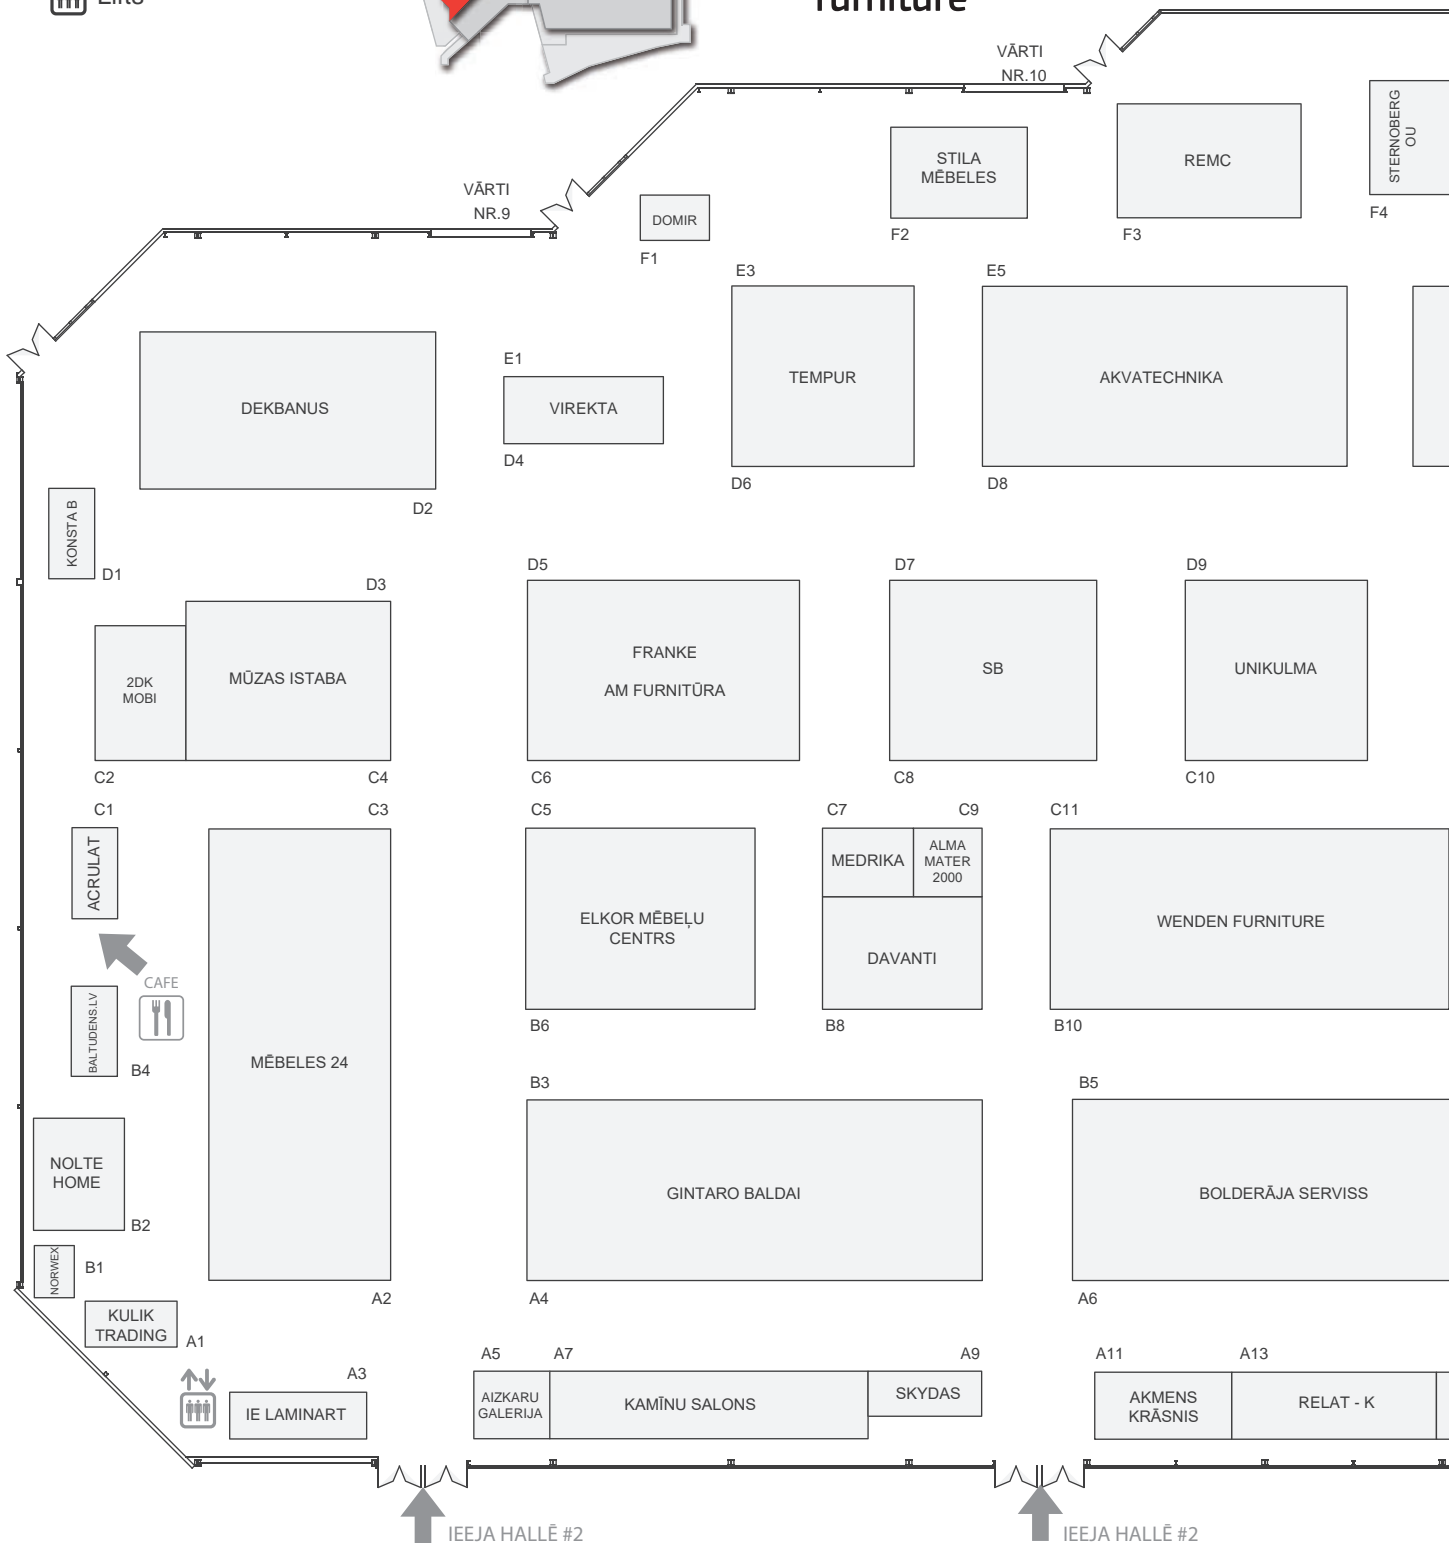 Lifts
furniture
VĀRTI
NR.10
STERNOBERG
OU
F4
STILA
MĒBELES
F2
REMC
F3
VĀRTI
NR.9
DOMIR
F1
E3
TEMPUR
D6
E5
AKVATECHNIKA
D8
DEKBANUS
D2
E1
VIREKTA
D4
KONSTA B
D1
D3
2DK
MOBI
MŪZAS ISTABA
C2
C4
D5
FRANKE
AM FURNITŪRA
C6
D7
SB
C8
D9
UNIKULMA
C10
C1
ACRULAT
C3
MĒBELES 24
A2
C5
ELKOR MĒBEĻU
CENTRS
B6
C7
C9
MEDRIKA
ALMA
MATER
2000
DAVANTI
B8
C11
WENDEN FURNITURE
B10
CAFE
BALTUDENS.LV
B4
NOLTE
HOME
B2
NORWEX
B1
KULIK
TRADING
A1
B3
GINTARO BALDAI
A4
B5
BOLDERĀJA SERVISS
A6
A3
IE LAMINART
A5
A7
A9
AIZKARU
GALERIJA
KAMĪNU SALONS
SKYDAS
A11
A13
AKMENS
KRĀSNIS
RELAT - K
IEEJA HALLĒ #2
IEEJA HALLĒ #2